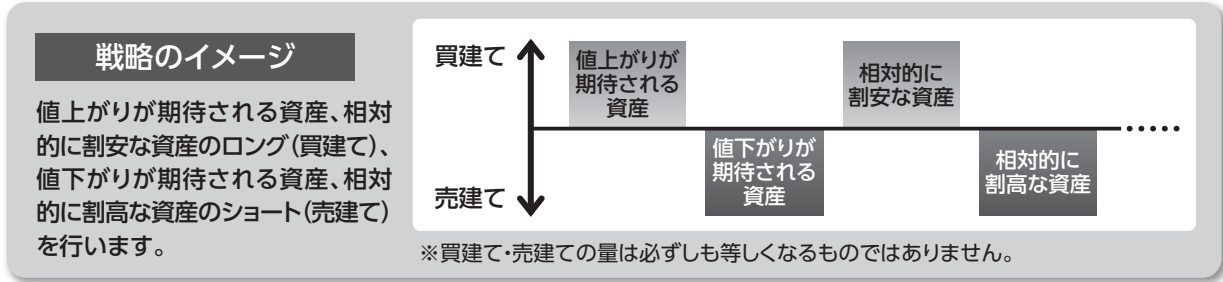 戦略のイメージ
値上がりが期待される資産、相対
的に割安な資産のロング(買建て)、
値下がりが期待される資産、相対
的に割高な資産のショート(売建て)
を行います。
買建て
値上がりが
期待される
資産
相対的に
割安な資産
値下がりが
期待される
資産
相対的に
割高な資産
売建て
※買建て・売建ての量は必ずしも等しくなるものではありません。